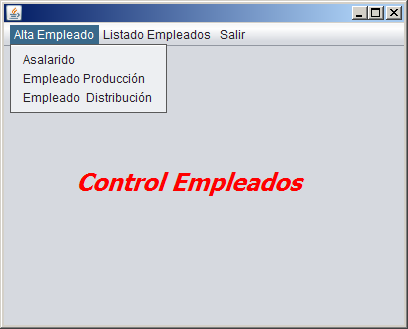 Alta Empleado Listado Empleados Salir
Asalarido
Empleado Producción
Empleado Distribución
Control Empleados